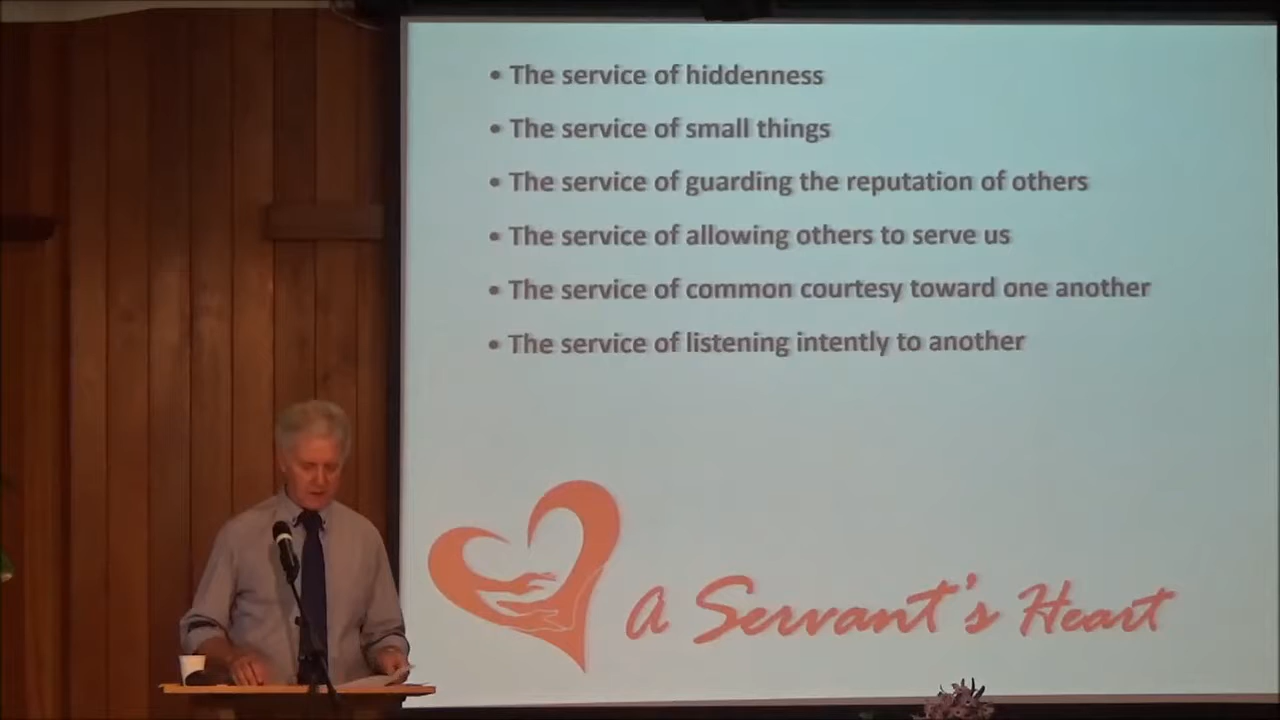 • The service of hiddenness
• The service of small things
• The service of guarding the reputation of others
• The service of allowing others to serve us
• The service of common courtesy toward one another
• The service of listening intently to another
A Servant's Heart